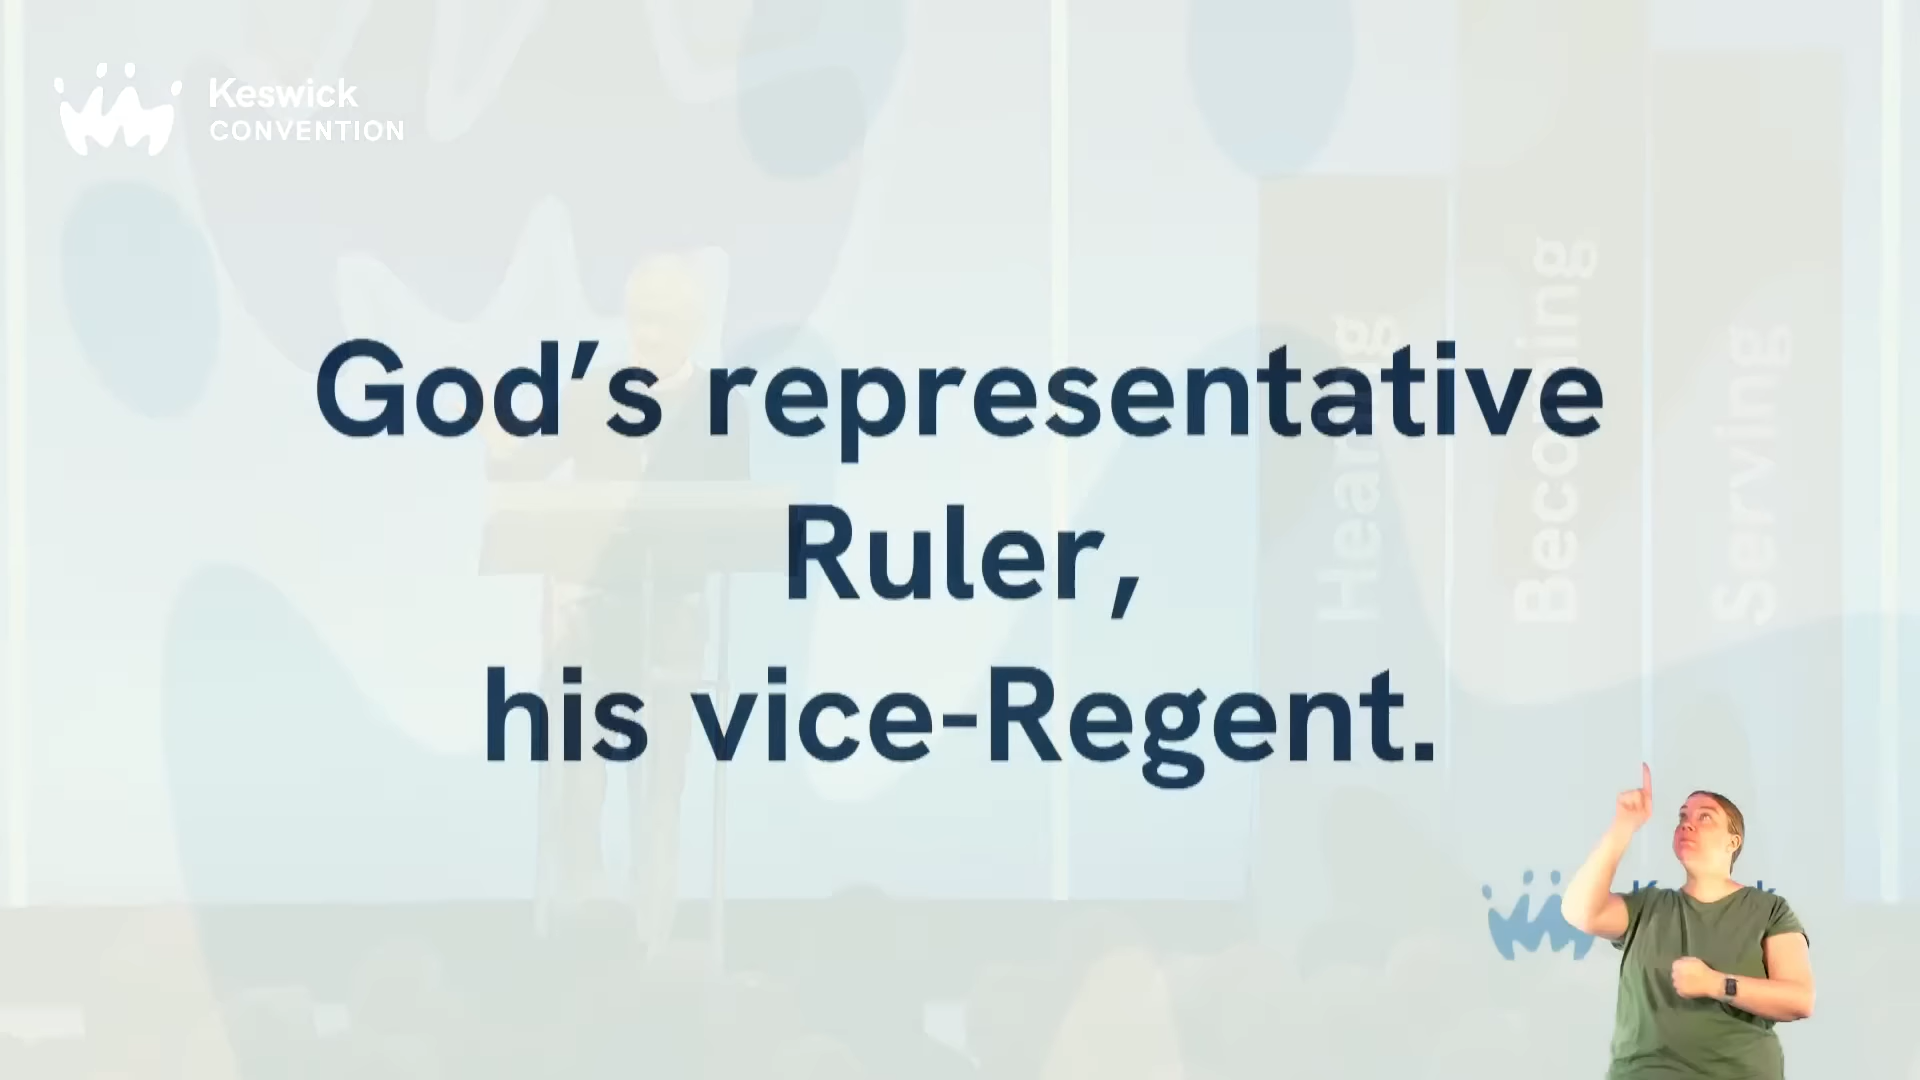 Keswick
CONVENTION
God's representative
Ruler,
his vice-Regent.
Hearing
Becoming
Serving